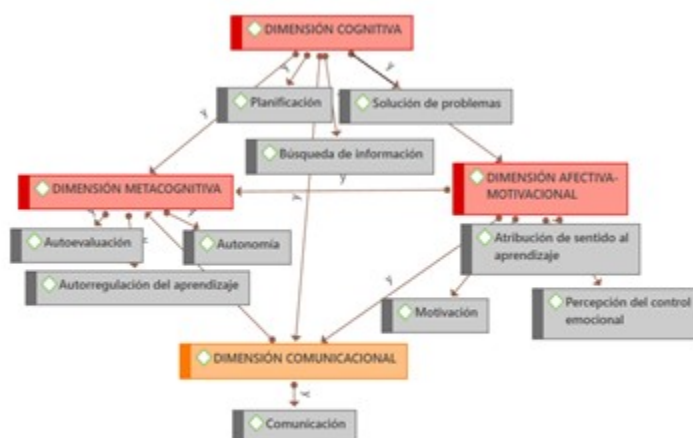 DIMENSIÓN COGNITIVA
y
y
Planificación
Solución de problemas
y
Búsqueda de información
DIMENSIÓN METACOGNITIVA
y
DIMENSIÓN AFECTIVA-
MOTIVACIONAL
y
Autoevaluación
Autonomía
Atribución de sentido al
aprendizaje
Autorregulación del aprendizaje
y
Motivación
Percepción del control
emocional
DIMENSIÓN COMUNICACIONAL
Comunicación